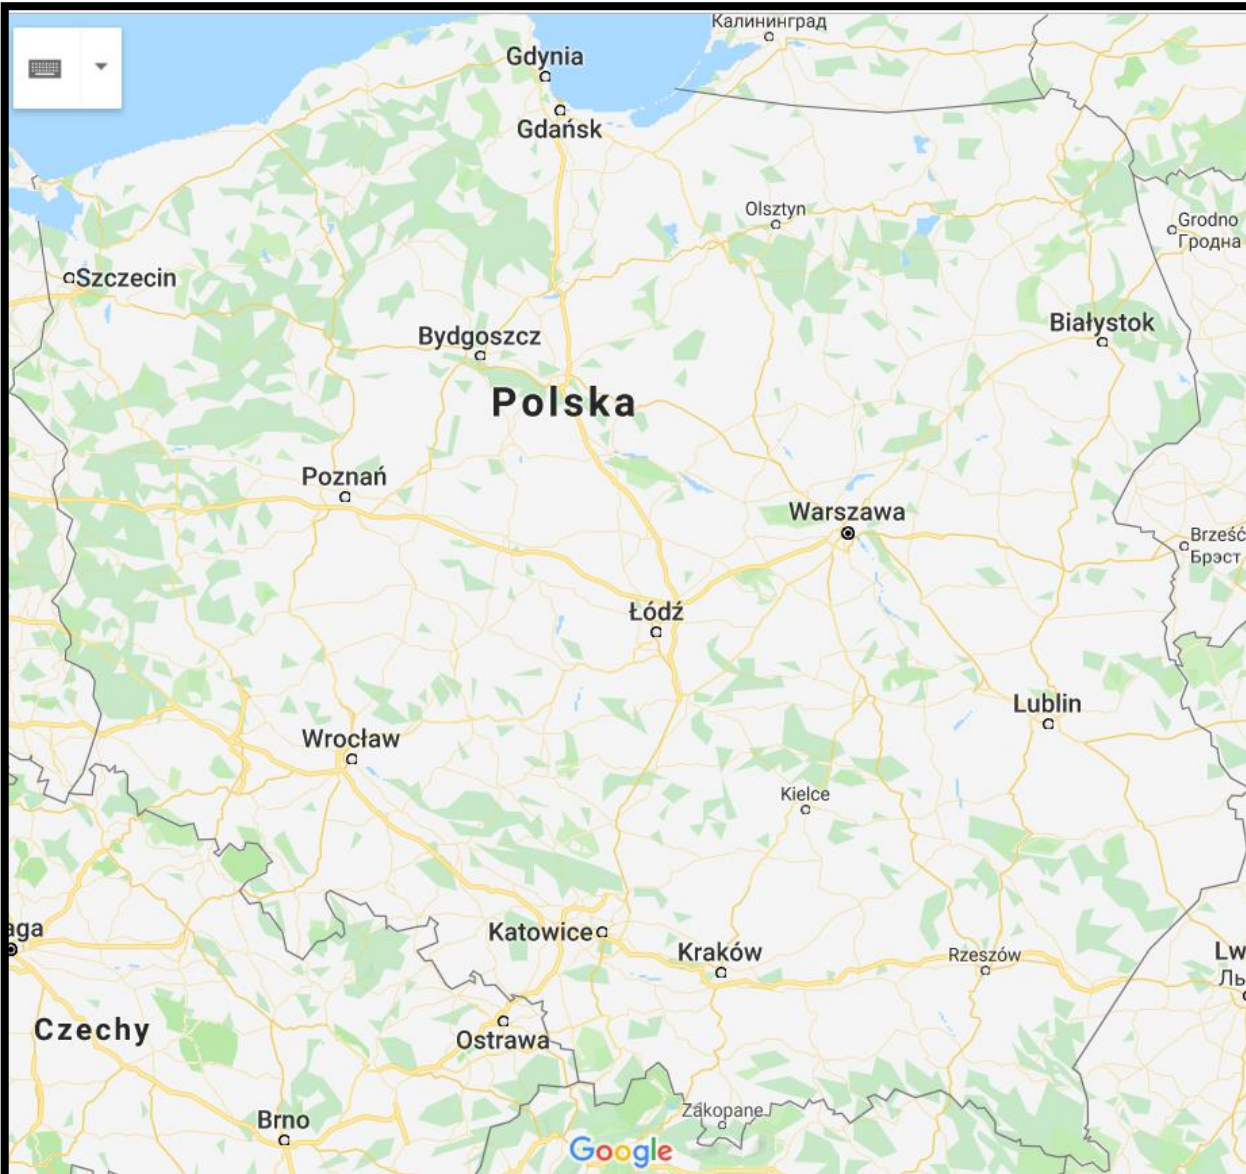 Калининград
Gdynia
Gdańsk
Olsztyn
Grodno
Гродна
Szczecin
Białystok
Bydgoszcz
Polska
Poznań
Warszawa
Brześć
Брэст
Łódź
Lublin
Wrocław
Kielce
aga
Katowice
Kraków
Rzeszów
Lw
Ль
Czechy
Ostrawa
Zakopane
Brno
Google